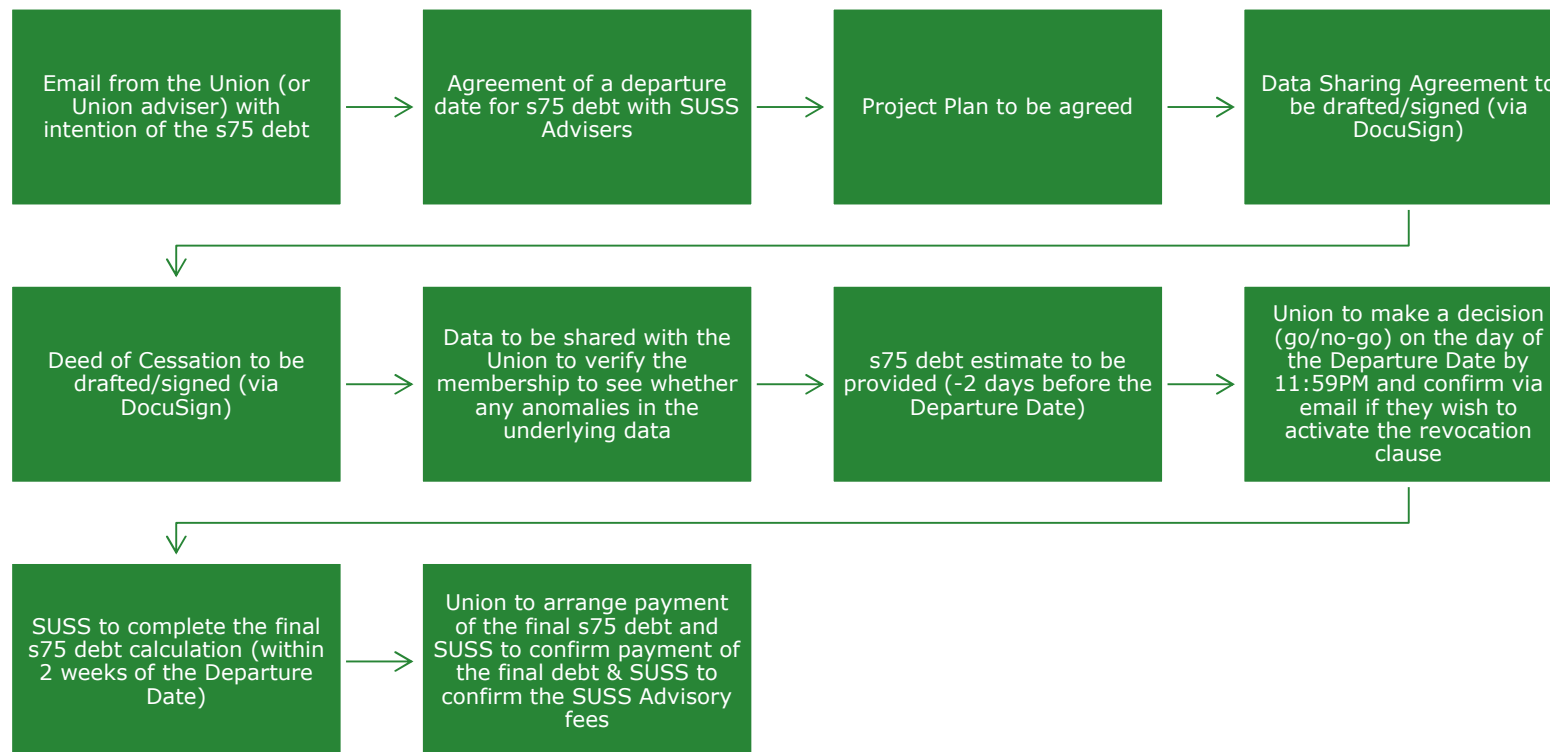 Email from the Union (or
Union adviser) with
intention of the s75 debt
Agreement of a departure
date for s75 debt with SUSS
Advisers
Project Plan to be agreed
Data Sharing Agreement to
be drafted/signed (via
DocuSign)
Deed of Cessation to be
drafted/signed (via
DocuSign)
Data to be shared with the
Union to verify the
membership to see whether
any anomalies in the
underlying data
s75 debt estimate to be
provided (-2 days before the
Departure Date)
Union to make a decision
(go/no-go) on the day of
the Departure Date by
11:59PM and confirm via
email if they wish to
activate the revocation
clause
SUSS to complete the final
s75 debt calculation (within
2 weeks of the Departure
Date)
Union to arrange payment
of the final s75 debt and
SUSS to confirm payment of
the final debt & SUSS to
confirm the SUSS Advisory
fees